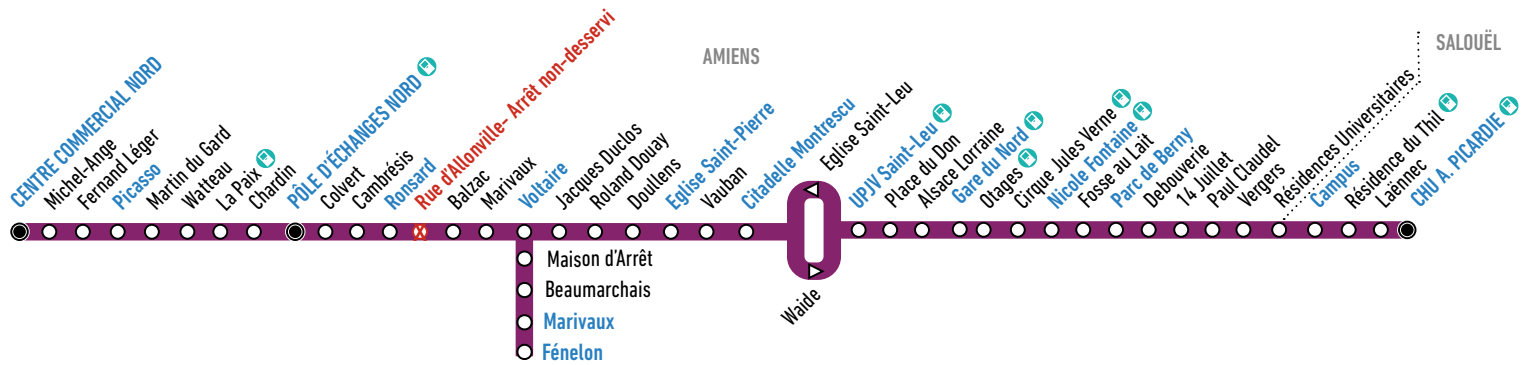 AMIENS
SALOUËL
CENTRE COMMERCIAL NORD
Michel-Ange
Fernand Léger
Picasso
Martin du Gard
Watteau
La Paix
Chardin
PÔLE D'ÉCHANGES NORD
Colvert
Cambrésis
Ronsard
Rue d'Allonville- Arrêt non-desservi
Balzac
Marivaux
Voltaire
Jacques Duclos
Roland Douay
Doullens
Eglise Saint-Pierre
Vauban
Citadelle Montrescu
Eglise Saint-Leu
UPJV Saint-Leu
Place du Don
Alsace Lorraine
Gare du Nord
Otages
Cirque Jules Verne
Nicole Fontaine
Fosse au Lait
Parc de Berny
Debouverie
14 Juillet
Paul Claudel
Vergers
Résidences Universitaires
Campus
Résidence du Thil
Laënnec
CHU A. PICARDIE
Maison d'Arrêt
Beaumarchais
Marivaux
Fénelon
Waide